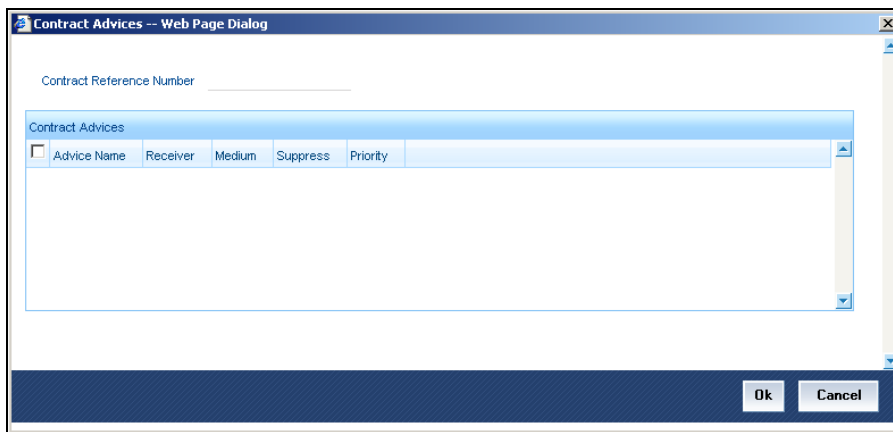 Contract Advices -- Web Page Dialog
Contract Reference Number
Contract Advices
Advice Name Receiver Medium Suppress Priority
Ok Cancel